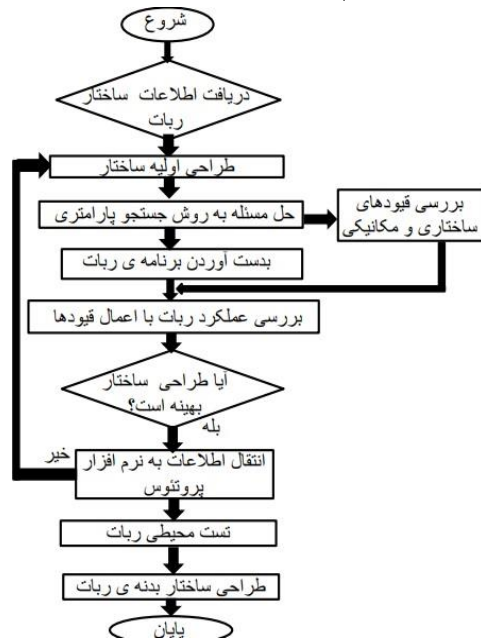 شروع
دریافت اطلاعات ساختار
ربات
طراحی اولیه ساختار
حل مسئله به روش جستجو پارامتری
بررسی قیودهای
ساختاری و مکانیکی
بدست آوردن برنامه ی ربات
بررسی عملکرد ربات با اعمال قیودها
آیا طراحی ساختار
بهینه است؟
بله
خیر
انتقال اطلاعات به نرم افزار
پروتئوس
تست محیطی ربات
طراحی ساختار بدنه ی ربات
پایان